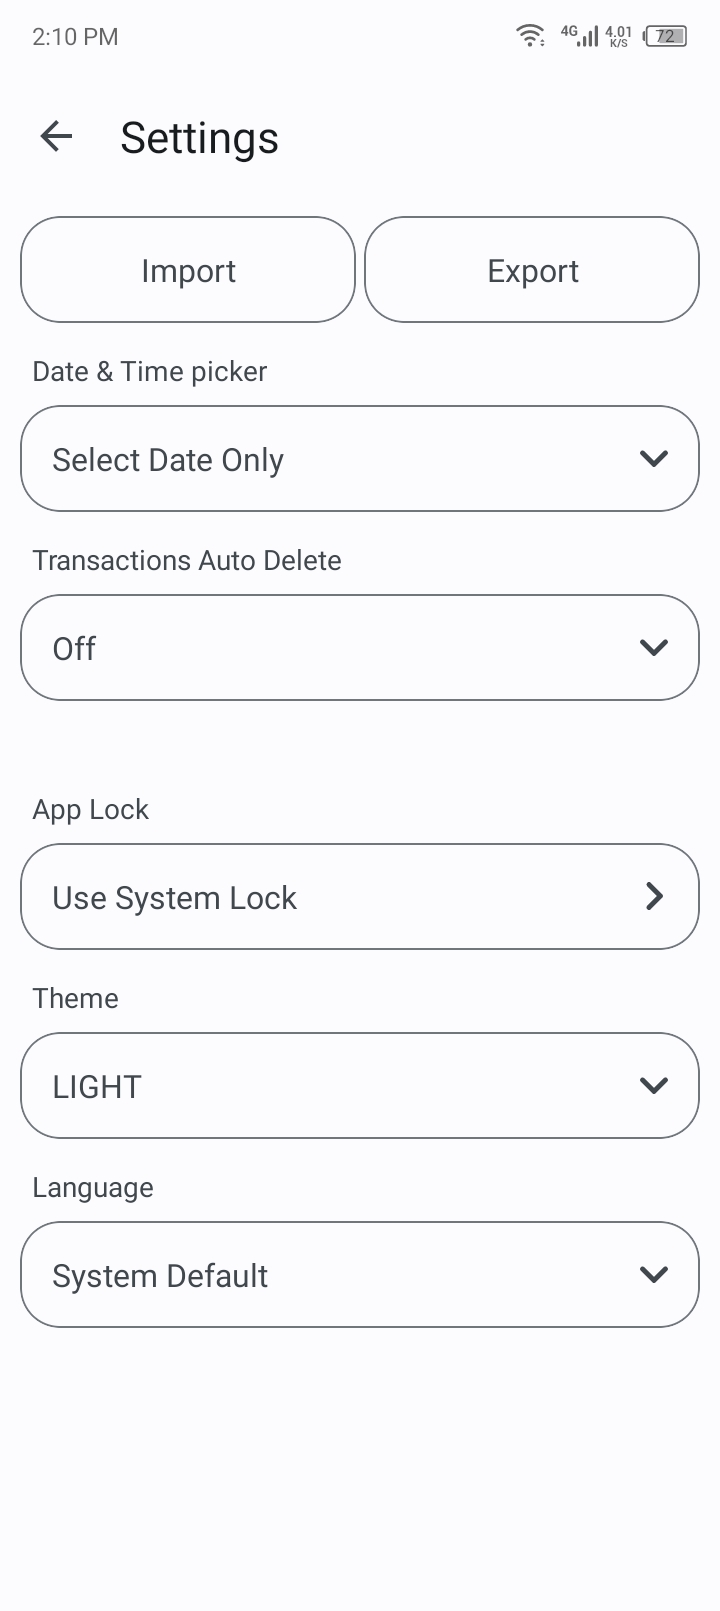 2:10 PM 4G 4.01 K/S 72
Settings
Import Export
Date & Time picker
Select Date Only
Transactions Auto Delete
Off
App Lock
Use System Lock
Theme
LIGHT
Language
System Default